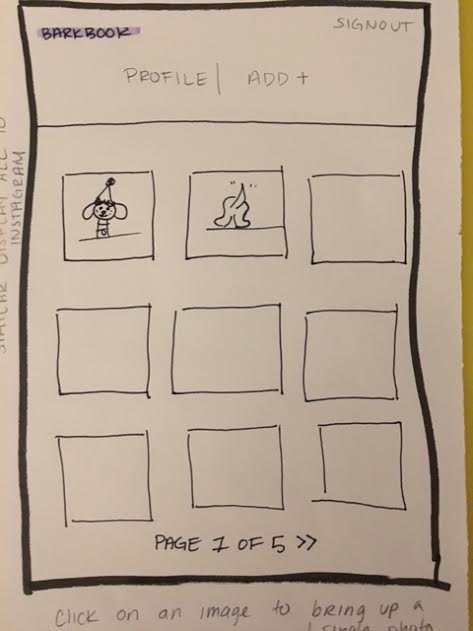 BARKBOOK
SIGNOUT
PROFILE | ADD +
SIMILAR DISPLAY ALL TO
INSTAGRAM
PAGE 1 OF 5 >>
Click on an image to bring up a
single photo